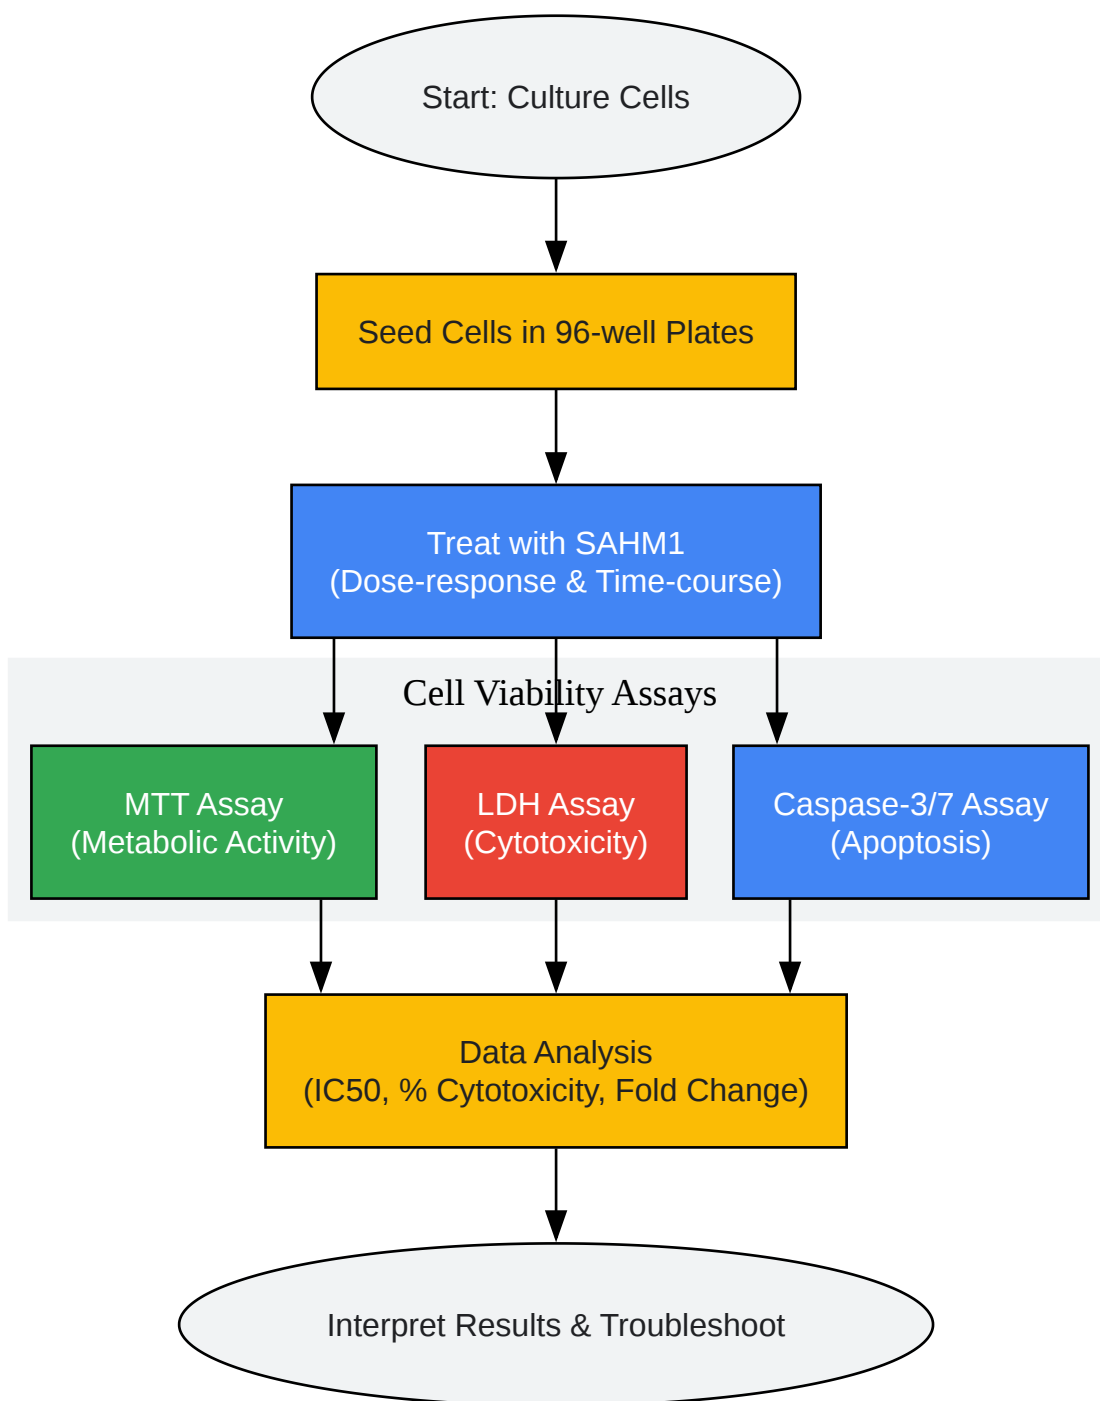 Start: Culture Cells
Seed Cells in 96-well Plates
Treat with SAHM1
(Dose-response & Time-course)
Cell Viability Assays
MTT Assay
(Metabolic Activity)
LDH Assay
(Cytotoxicity)
Caspase-3/7 Assay
(Apoptosis)
Data Analysis
(IC50, % Cytotoxicity, Fold Change)
Interpret Results & Troubleshoot